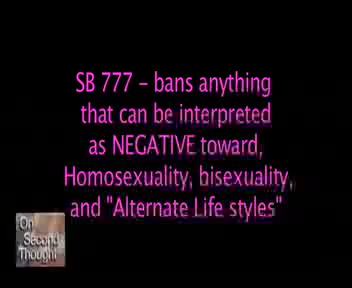 SB 777 - bans anything
that can be interpreted
as NEGATIVE toward,
Homosexuality, bisexuality,
and "Alternate Life styles"
On
Second
Thought